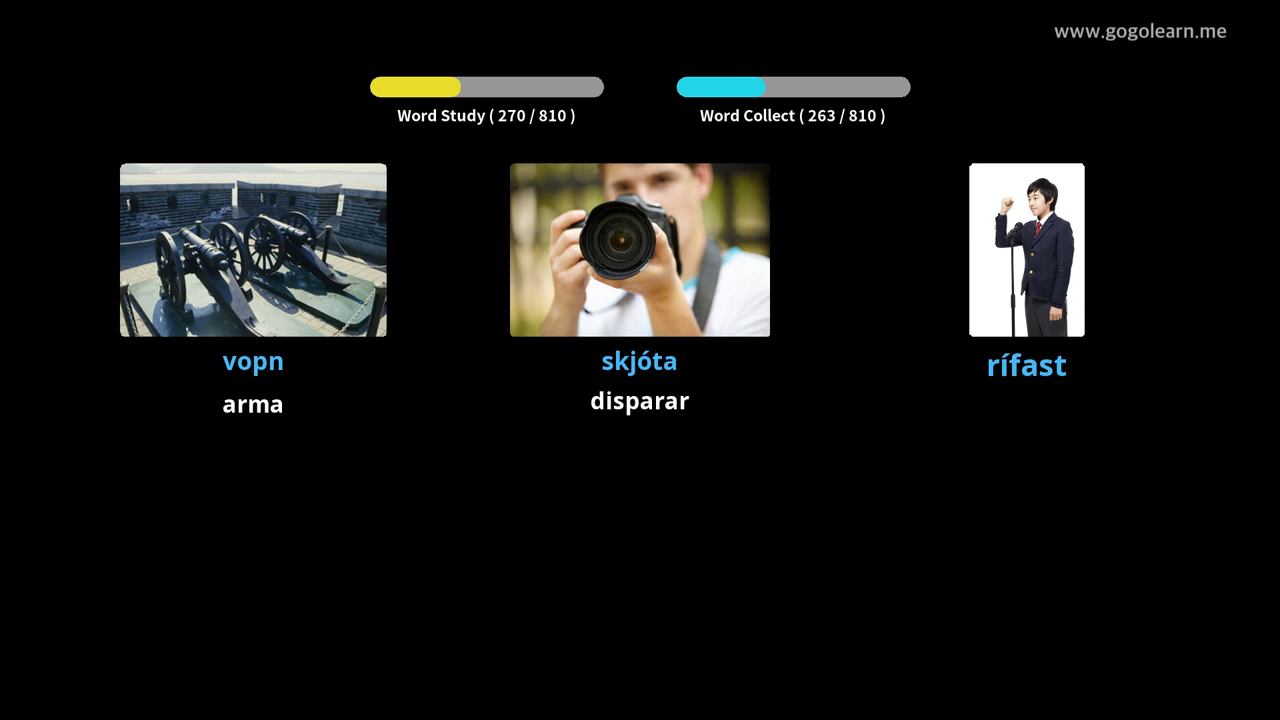 www.gogolearn.me
Word Study ( 270 / 810 )
Word Collect ( 263 / 810 )
vopn
arma
skjóta
disparar
rífast